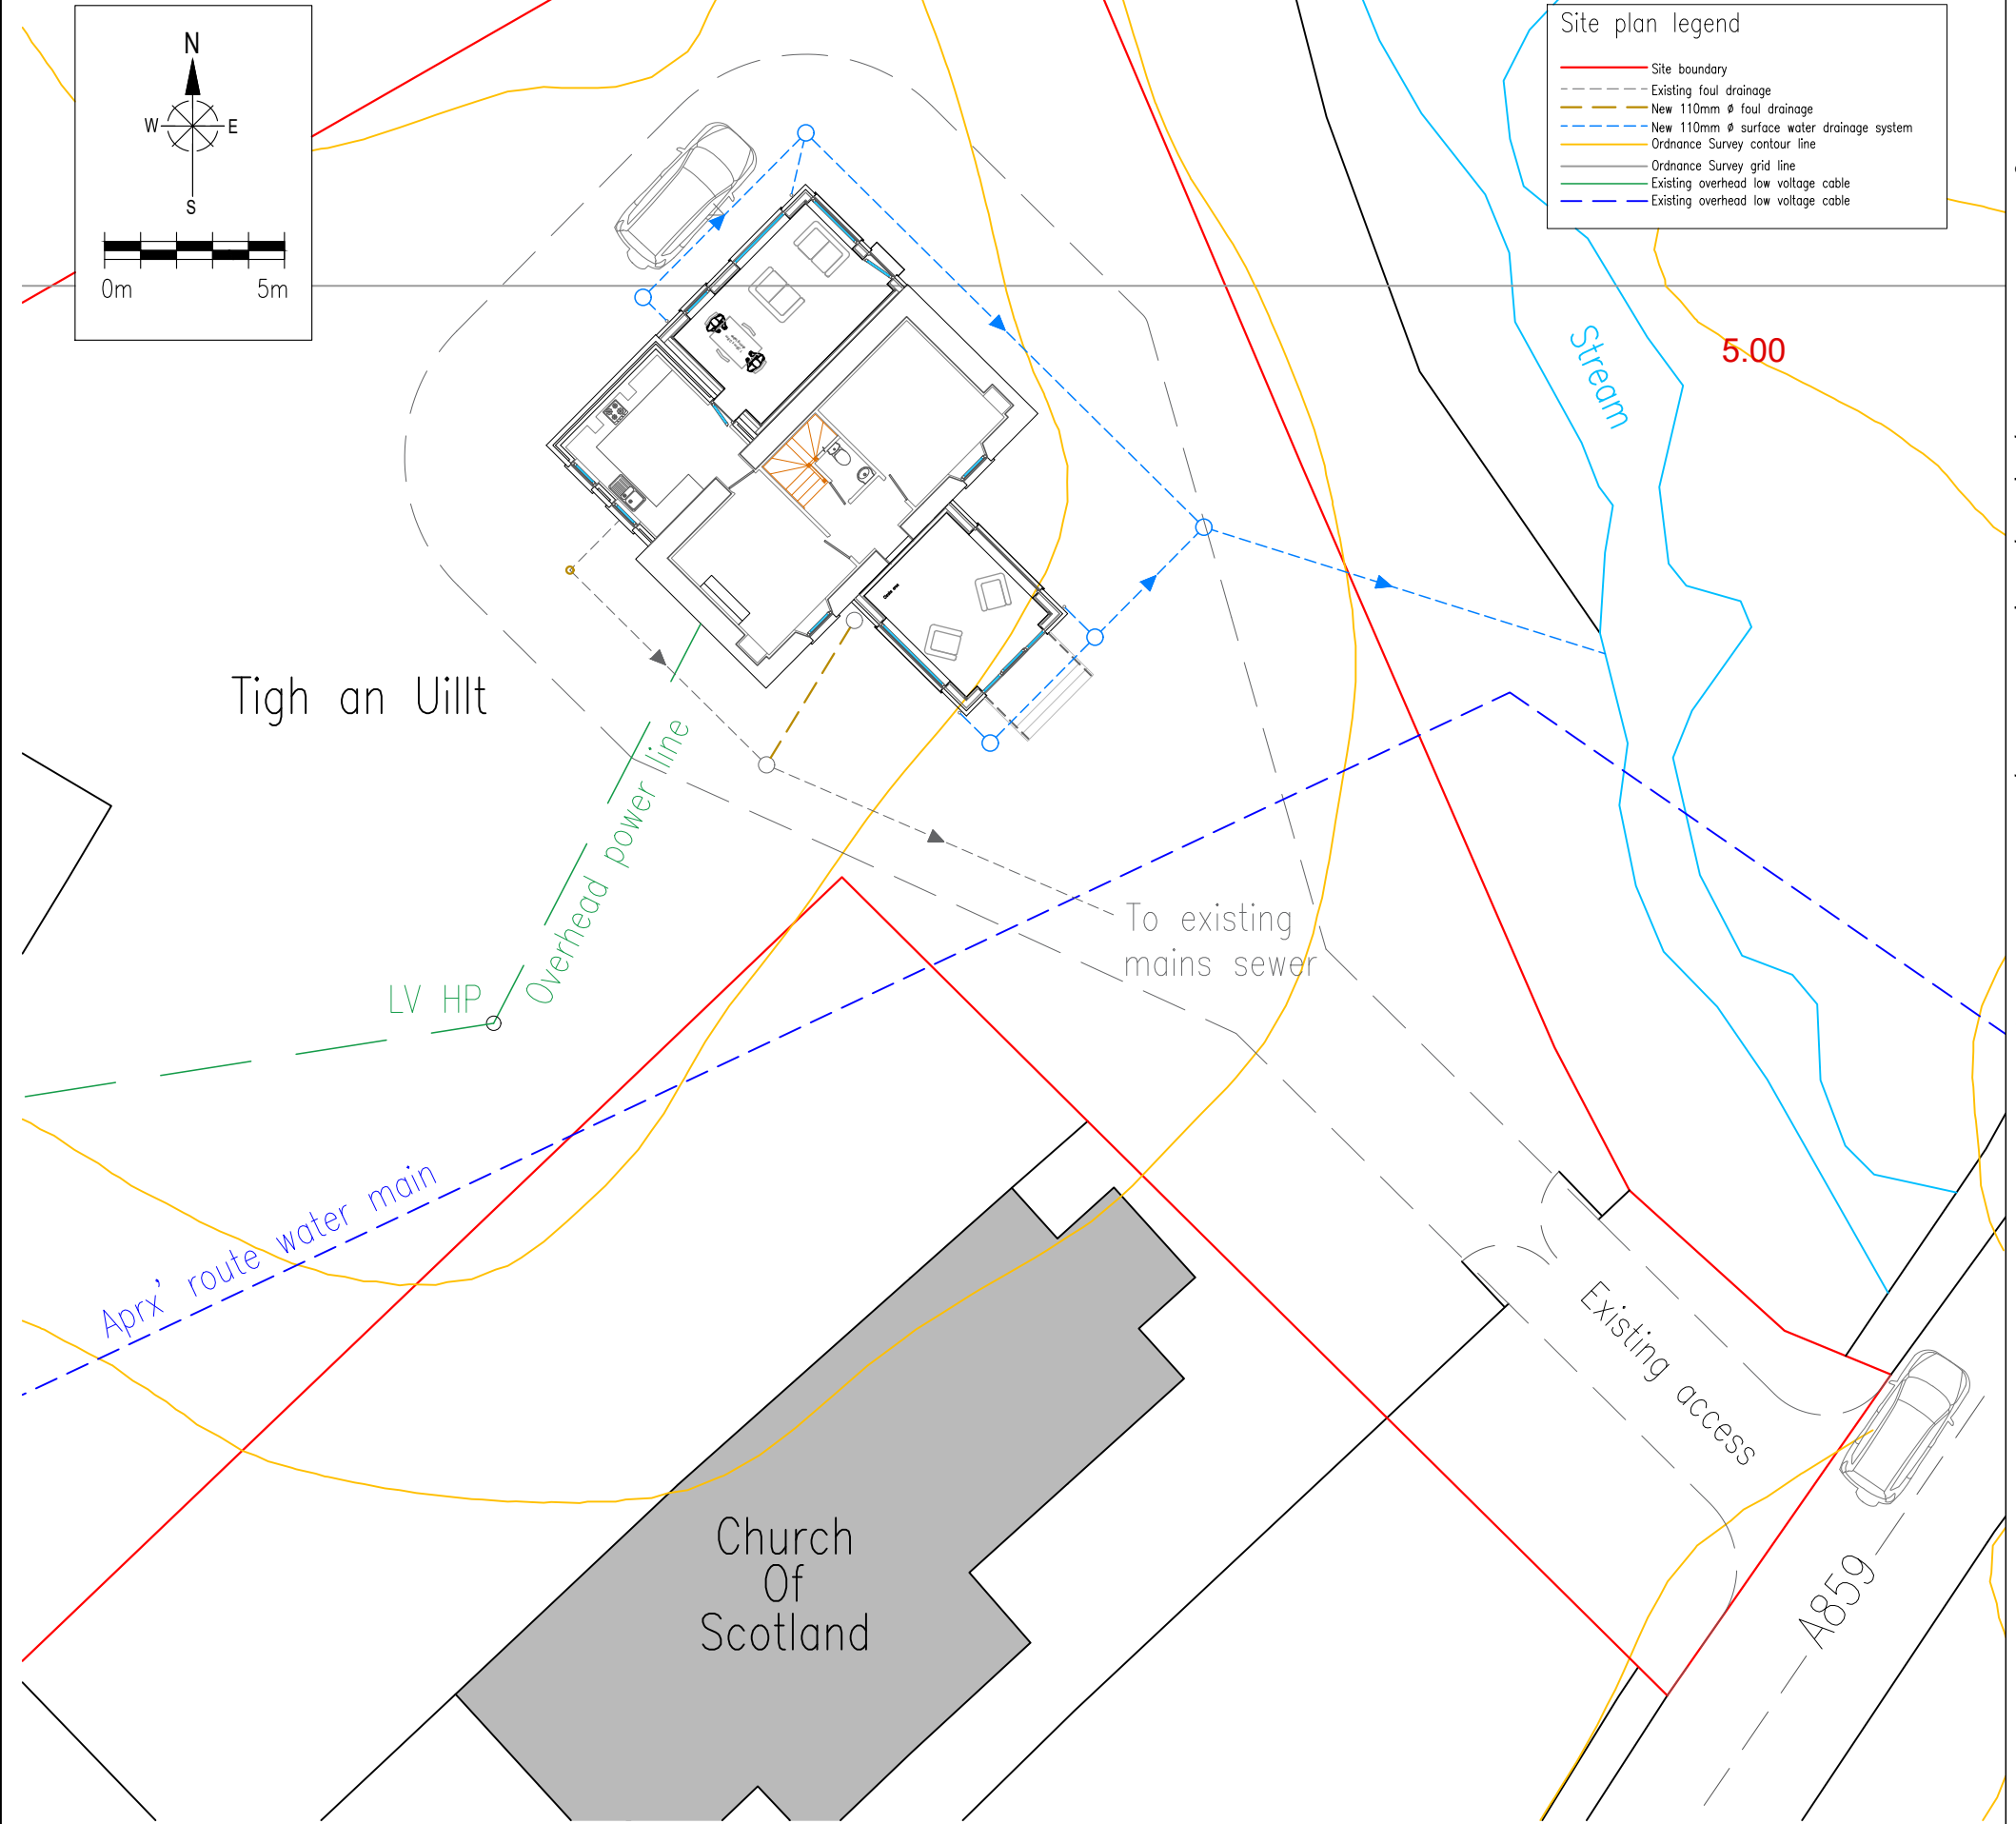 N
W
E
S
0m
5m
Site plan legend
Site boundary
Existing foul drainage
New 110mm ø foul drainage
New 110mm ø surface water drainage system
Ordnance Survey contour line
Ordnance Survey grid line
Existing overhead low voltage cable
Existing overhead low voltage cable
Stream
5.00
Tigh an Uillt
Overhead power line
LV HP
To existing
mains sewer
Aprx' route water main
Existing access
Church
Of
Scotland
A859